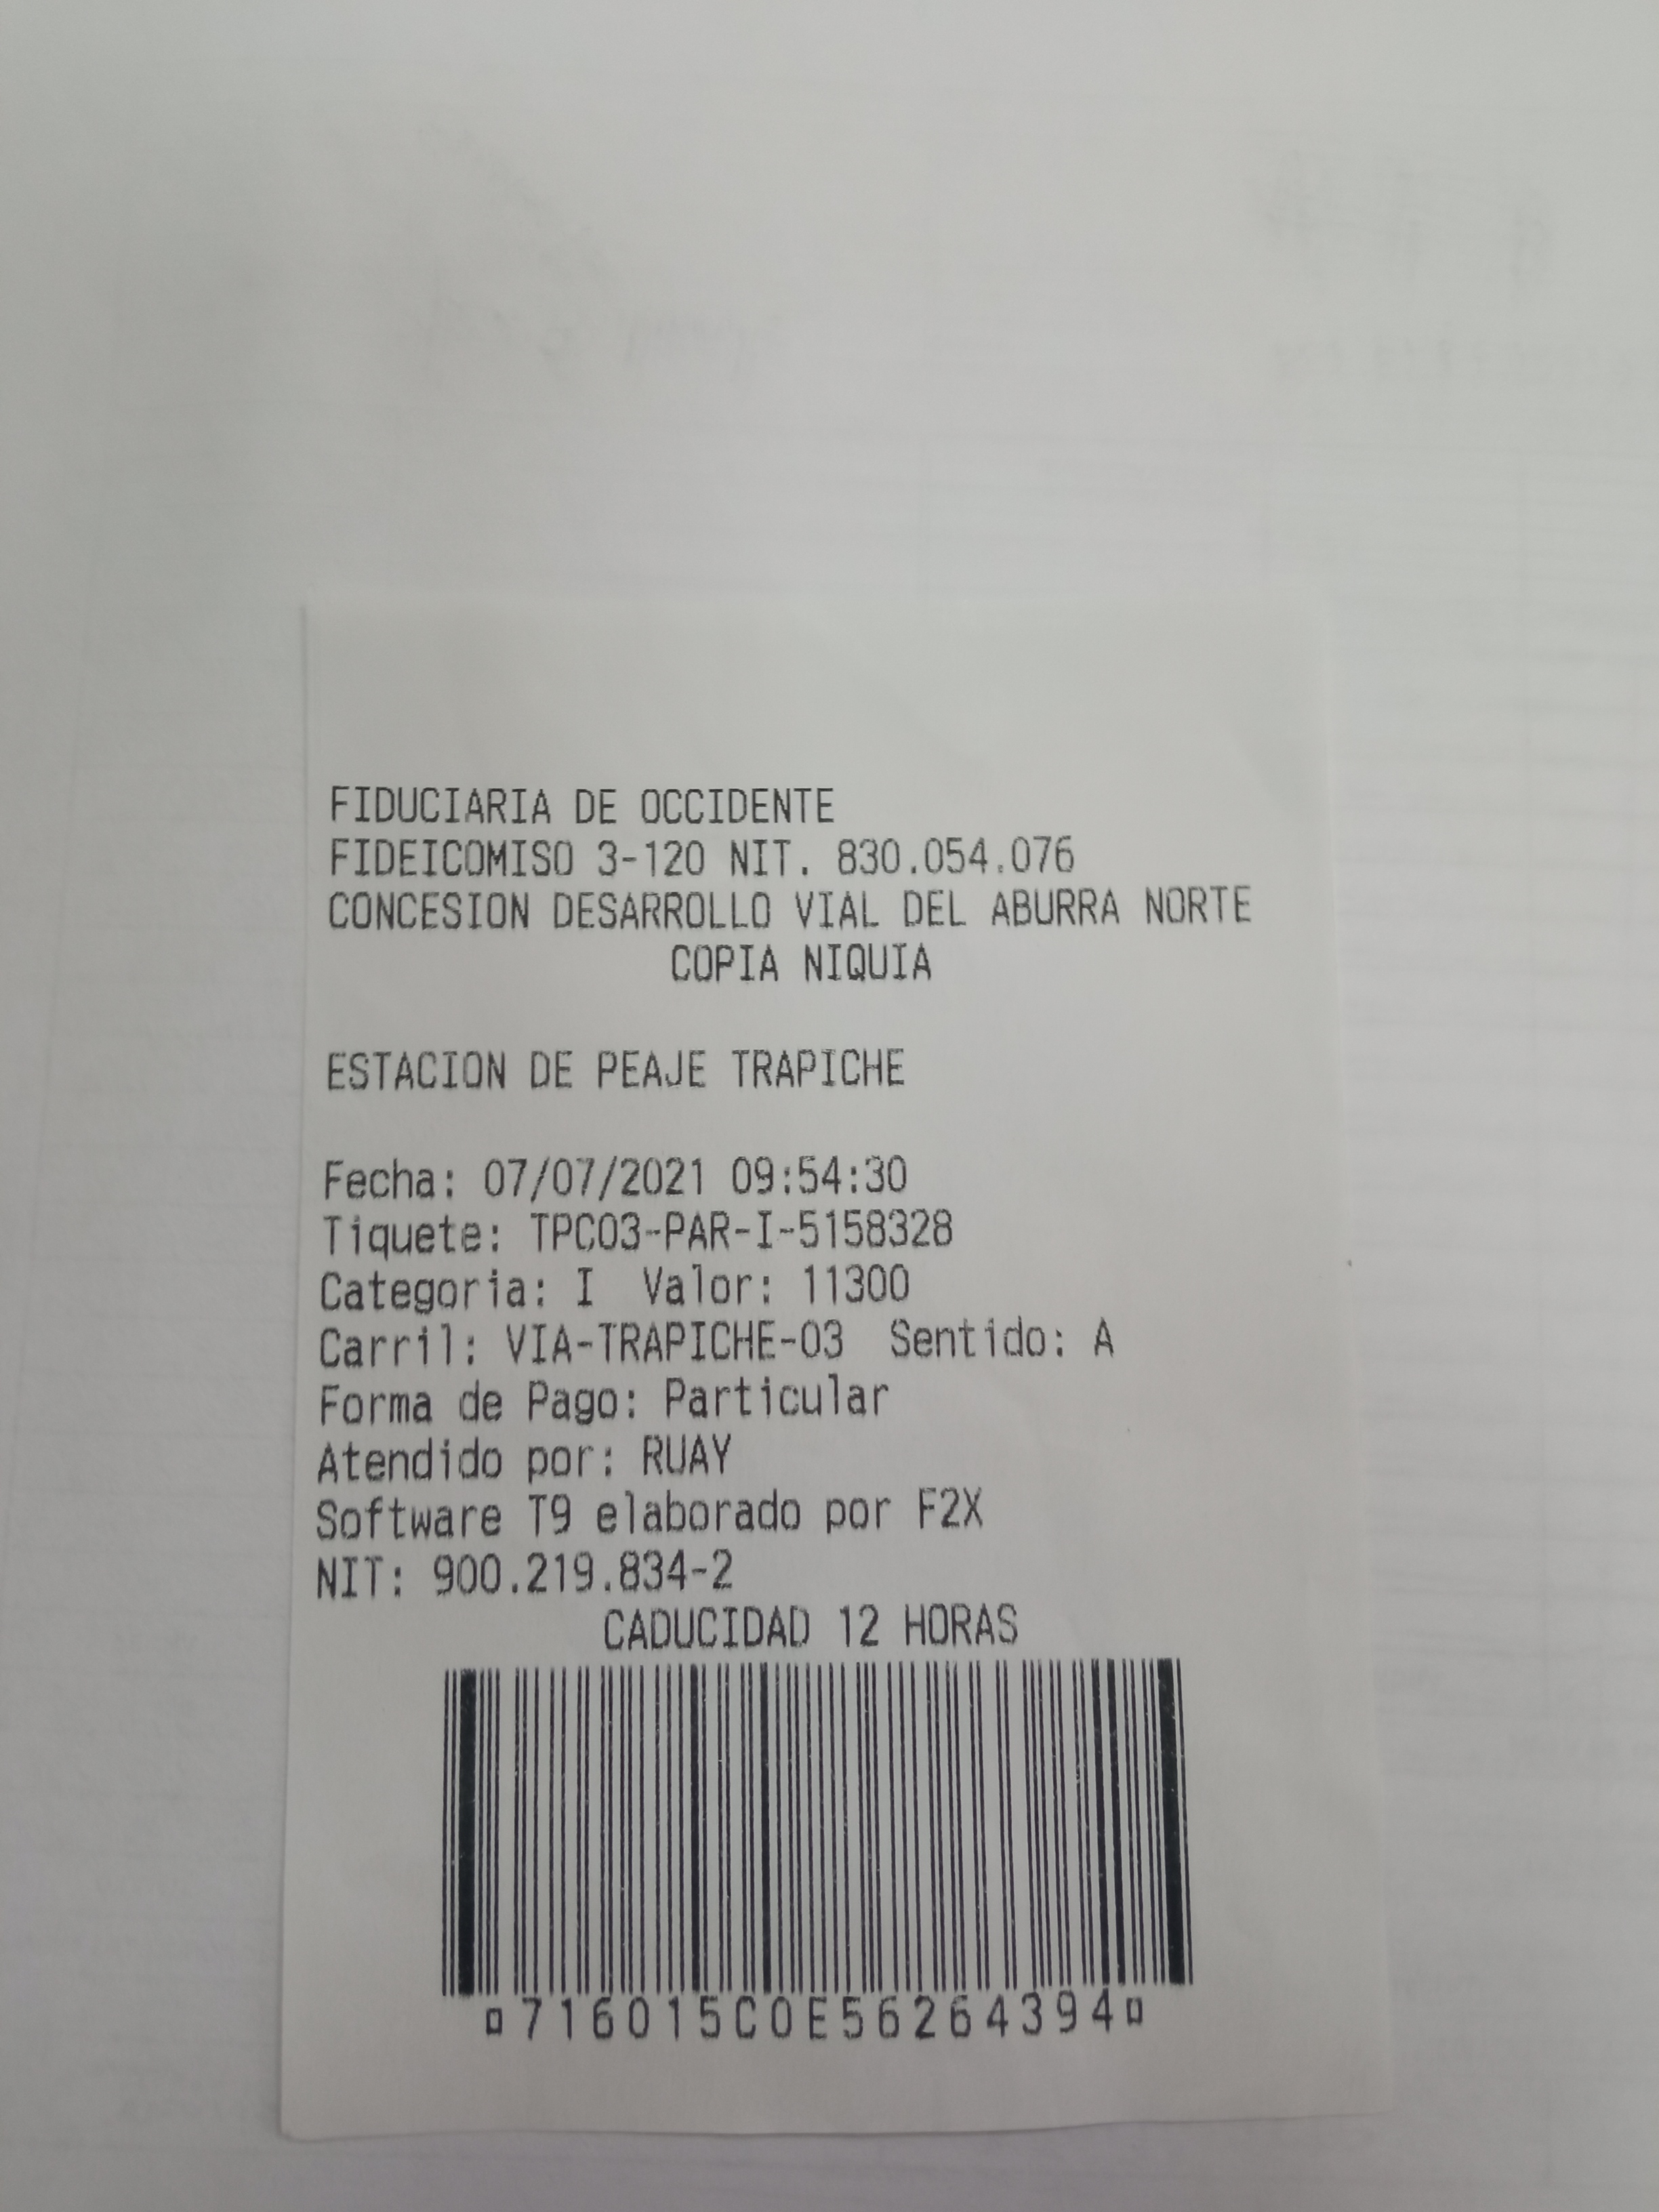 FIDUCIARIA DE OCCIDENTE
FIDEICOMISO 3-120 NIT. 830.054.076
CONCESION DESARROLLO VIAL DEL ABURRA NORTE
COPIA NIQUIA
ESTACION DE PEAJE TRAPICHE
Fecha: 07/07/2021 09:54:30
Tiquete: TPC03-PAR-I-5158328
Categoria: I Valor: 11300
Carril: VIA-TRAPICHE-03 Sentido: A
Forma de Pago: Particular
Atendido por: RUAY
Software T9 elaborado por F2X
NIT: 900.219.834-2
CADUCIDAD 12 HORAS
¤716015C0E56264394¤